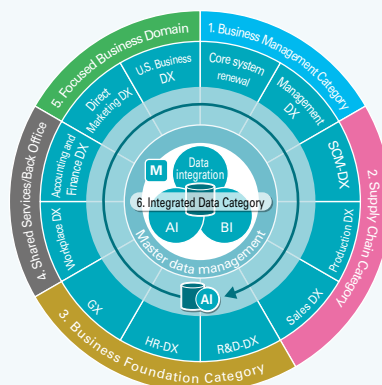 1. Business Management Category
2. Supply Chain Category
3. Business Foundation Category
4. Shared Services/Back Office
5. Focused Business Domain
Core system
renewal
Management
DX
SCM-DX
Production DX
Sales DX
R&D-DX
HR-DX
GX
Workplace DX
Accounting and
Finance DX
Direct
Marketing DX
U.S. Business
DX
M
Data
integration
6. Integrated Data Category
AI
BI
Master data management
AI